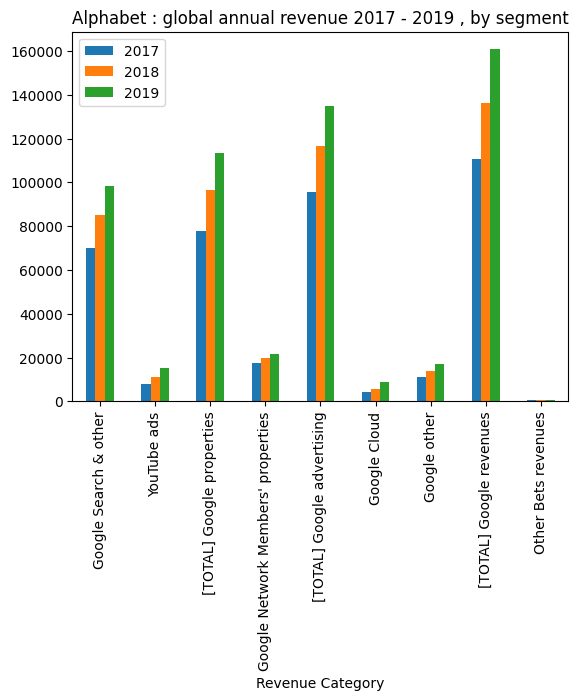 Alphabet : global annual revenue 2017 - 2019 , by segment
2017
2018
2019
160000
140000
120000
100000
80000
60000
40000
20000
0
Google Search & other
YouTube ads
[TOTAL] Google properties
Google Network Members' properties
[TOTAL] Google advertising
Google Cloud
Google other
[TOTAL] Google revenues
Other Bets revenues
Revenue Category